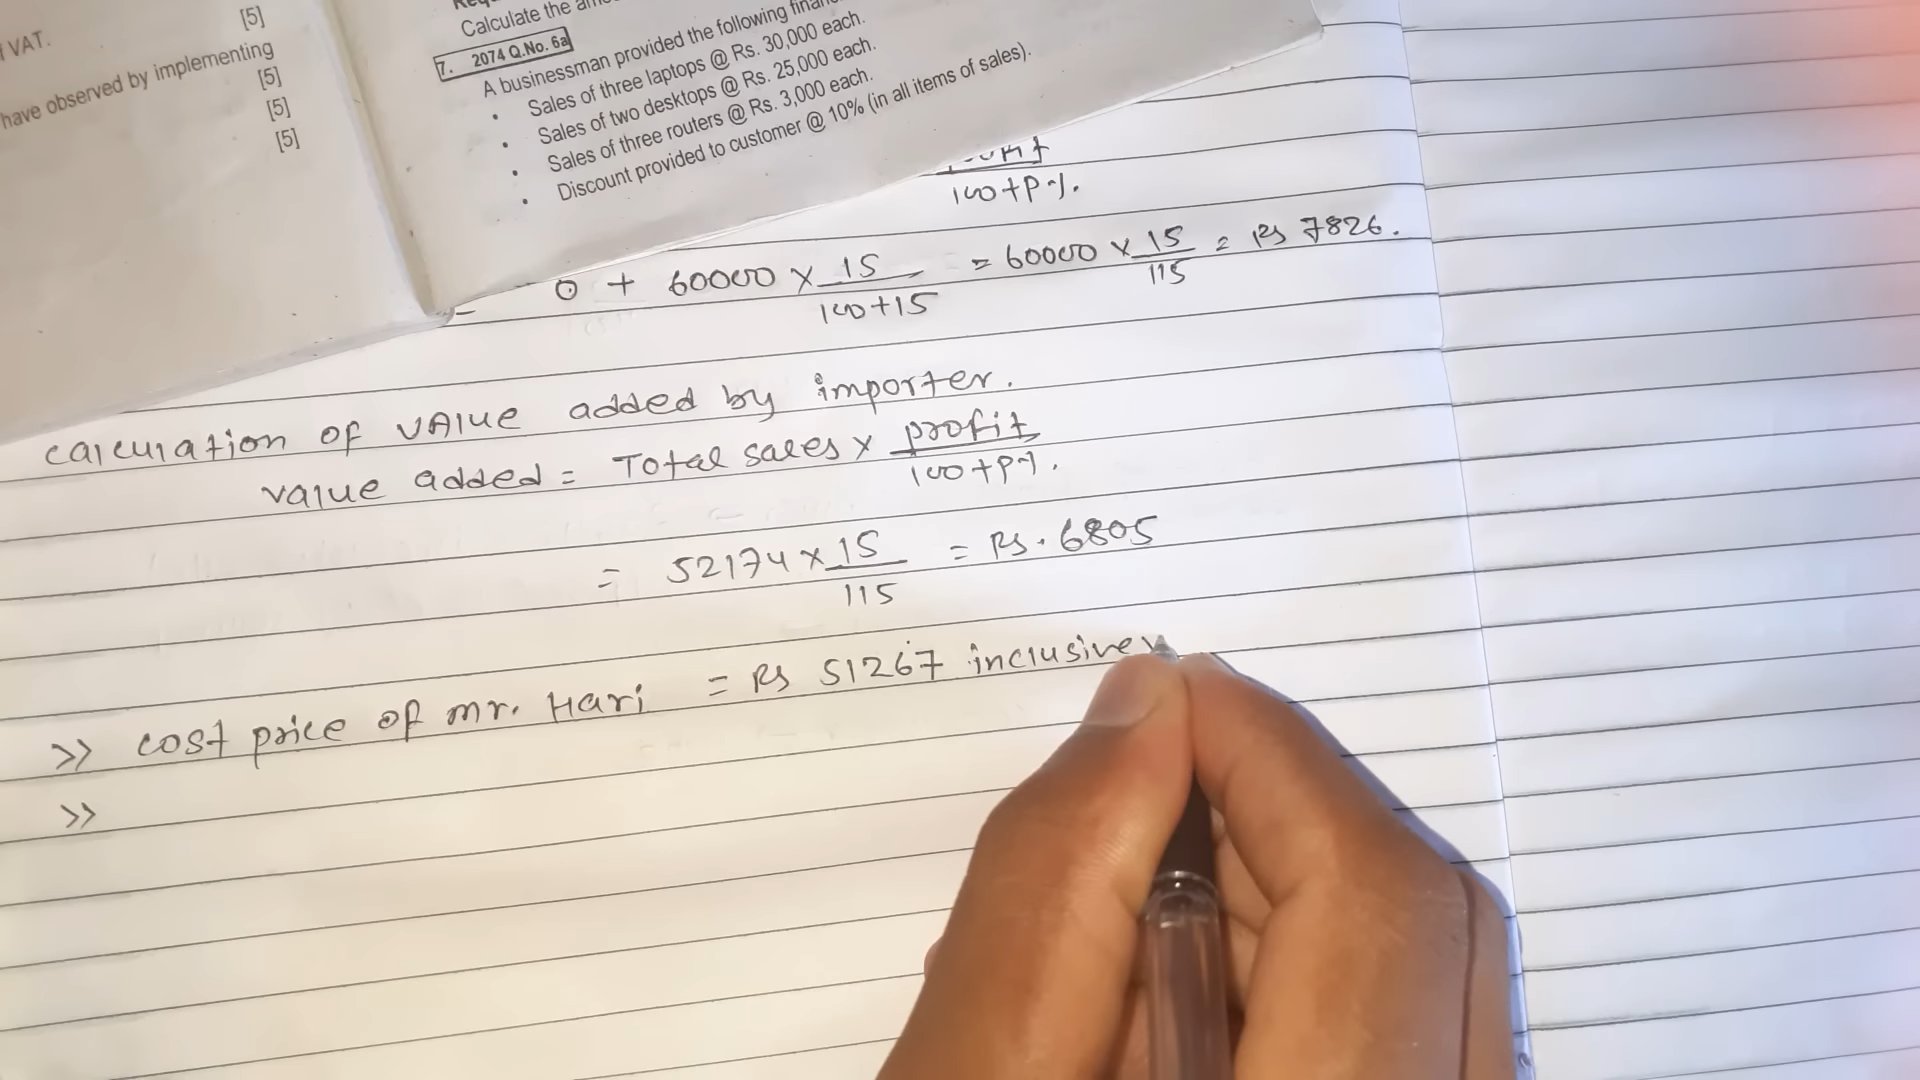 [5]
VAT.
have observed by implementing
[5]
[5]
[5]
Calculate the
7. 2074 Q.No. 6a
A businessman provided the following
• Sales of three laptops @ Rs. 30,000 each.
• Sales of two desktops @ Rs. 25,000 each.
• Sales of three routers @ Rs. 3,000 each.
• Discount provided to customer @ 10% (in all items of sales).
100+P%.
0 + 60000 × 15/100+15 = 60000 × 15/115 = Rs 7826.
calculation of value added by importer.
value added = Total sales × profit/100+P%.
= 52174 × 15/115 = Rs. 6805
>> cost price of mr. Hari = Rs 51267 inclusive
>>